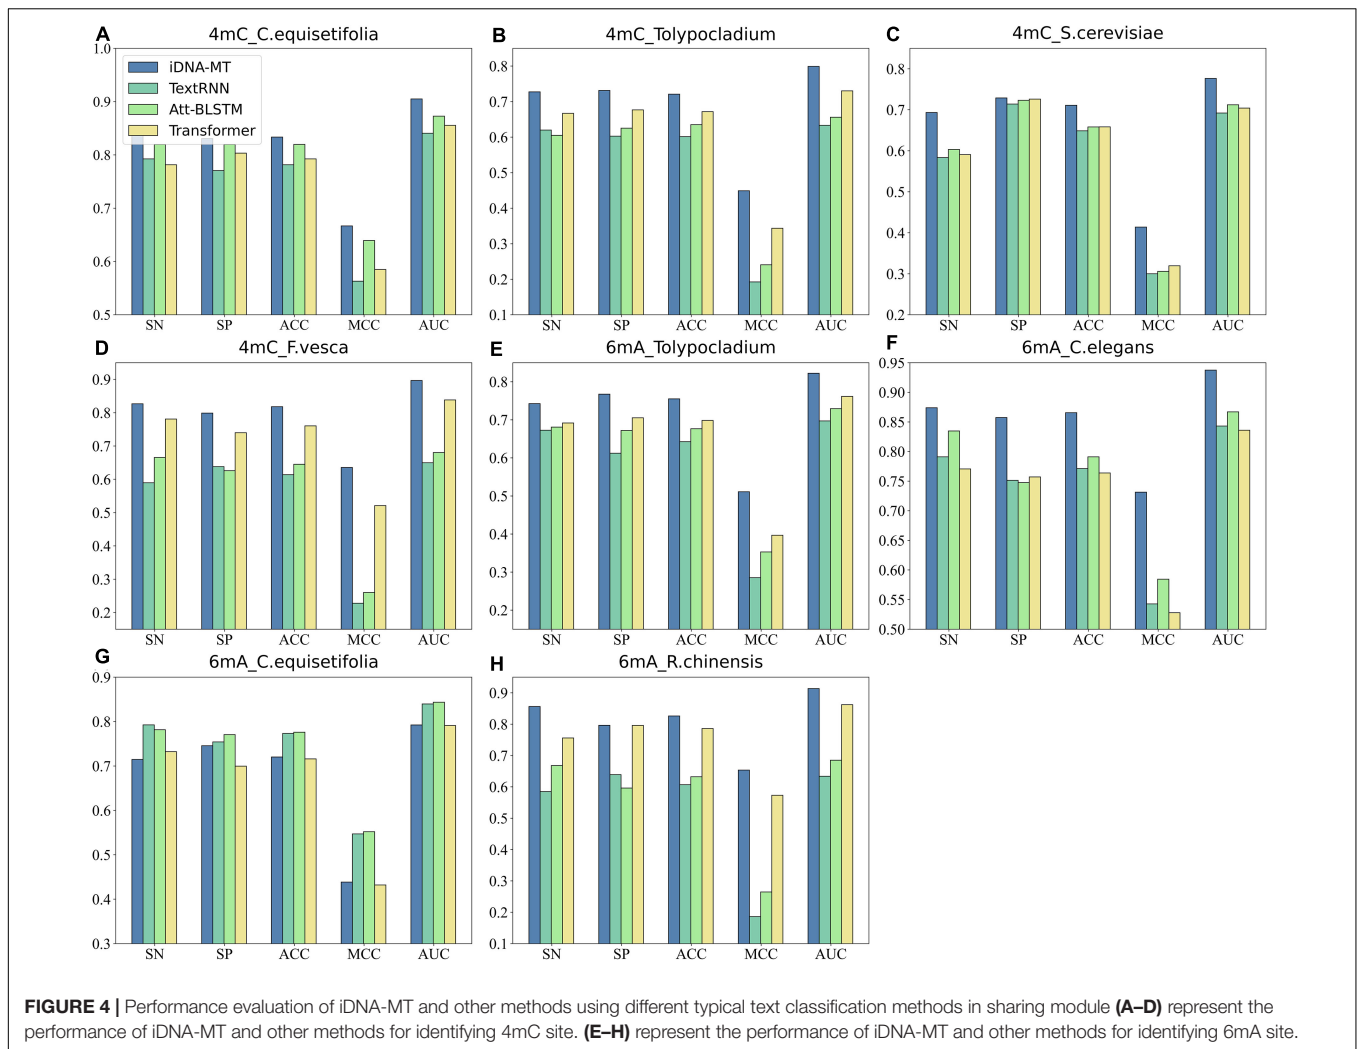 A 4mC_C.equisetifolia
1.0
0.9
0.8
0.7
0.6
0.5
iDNA-MT
TextRNN
Att-BLSTM
Transformer
SN SP ACC MCC AUC
B 4mC_Tolypocladium
0.8
0.7
0.6
0.5
0.4
0.3
0.2
0.1
SN SP ACC MCC AUC
C 4mC_S.cerevisiae
0.8
0.7
0.6
0.5
0.4
0.3
0.2
SN SP ACC MCC AUC
D 4mC_F.vesca
0.9
0.8
0.7
0.6
0.5
0.4
0.3
0.2
SN SP ACC MCC AUC
E 6mA_Tolypocladium
0.8
0.7
0.6
0.5
0.4
0.3
0.2
SN SP ACC MCC AUC
F 6mA_C.elegans
0.95
0.90
0.85
0.80
0.75
0.70
0.65
0.60
0.55
0.50
SN SP ACC MCC AUC
G 6mA_C.equisetifolia
0.9
0.8
0.7
0.6
0.5
0.4
0.3
SN SP ACC MCC AUC
H 6mA_R.chinensis
0.9
0.8
0.7
0.6
0.5
0.4
0.3
0.2
0.1
SN SP ACC MCC AUC
FIGURE 4 | Performance evaluation of iDNA-MT and other methods using different typical text classification methods in sharing module (A–D) represent the
performance of iDNA-MT and other methods for identifying 4mC site. (E–H) represent the performance of iDNA-MT and other methods for identifying 6mA site.